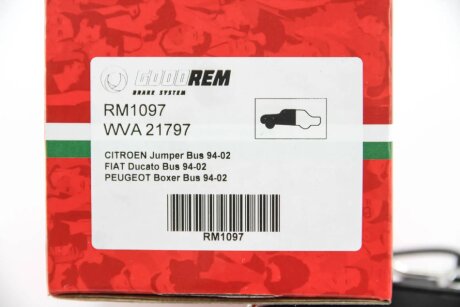 GOODREM
BRAKE SYSTEM
RM1097
WVA 21797
CITROEN Jumper Bus 94-02
FIAT Ducato Bus 94-02
PEUGEOT Boxer Bus 94-02
RM1097